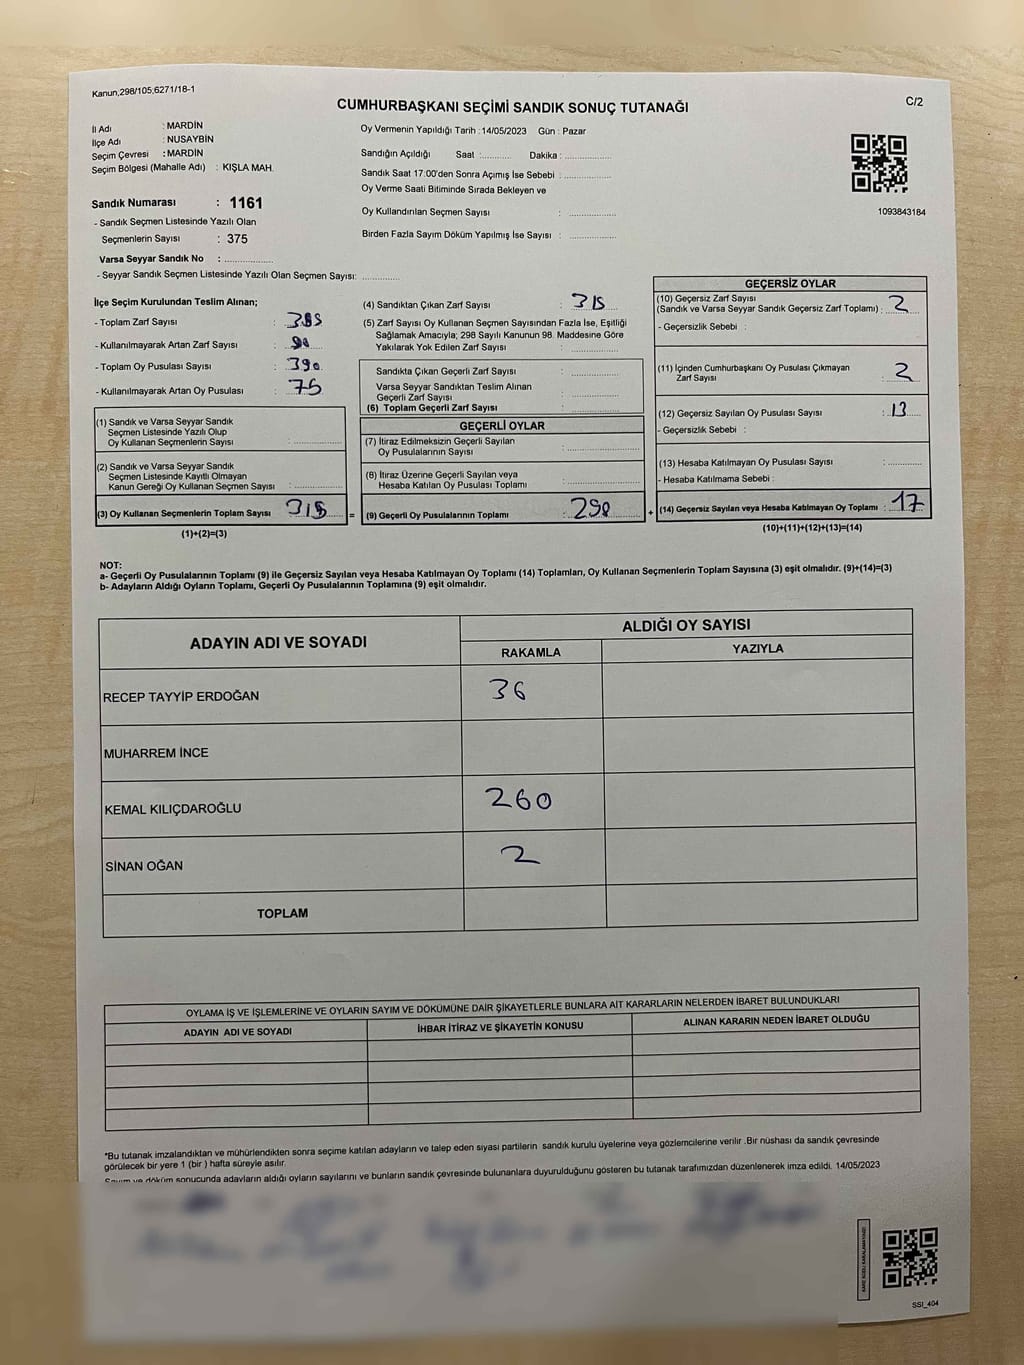 Kanun,298/105,6271/18-1
CUMHURBAŞKANI SEÇİMİ SANDIK SONUÇ TUTANAĞI
C/2
İl Adı : MARDİN
İlçe Adı : NUSAYBİN
Seçim Çevresi : MARDİN
Seçim Bölgesi (Mahalle Adı) : KIŞLA MAH.
Oy Vermenin Yapıldığı Tarih : 14/05/2023 Gün : Pazar
Sandığın Açıldığı Saat :........... Dakika :................
Sandık Saat 17:00'den Sonra Açımış İse Sebebi :................
Oy Verme Saati Bitiminde Sırada Bekleyen ve
Oy Kullandırılan Seçmen Sayısı :................
Birden Fazla Sayım Döküm Yapılmış İse Sayısı :................
1093843184
Sandık Numarası : 1161
- Sandık Seçmen Listesinde Yazılı Olan
Seçmenlerin Sayısı : 375
Varsa Seyyar Sandık No :................
- Seyyar Sandık Seçmen Listesinde Yazılı Olan Seçmen Sayısı:.............
İlçe Seçim Kurulundan Teslim Alınan;
- Toplam Zarf Sayısı :
- Kullanılmayarak Artan Zarf Sayısı :
- Toplam Oy Pusulası Sayısı : 390
- Kullanılmayarak Artan Oy Pusulası : 75
(1) Sandık ve Varsa Seyyar Sandık
Seçmen Listesinde Yazılı Olup
Oy Kullanan Seçmenlerin Sayısı :................
(2) Sandık ve Varsa Seyyar Sandık
Seçmen Listesinde Kayıtlı Olmayan
Kanun Gereği Oy Kullanan Seçmen Sayısı :................
(3) Oy Kullanan Seçmenlerin Toplam Sayısı 315
(1)+(2)=(3)
(4) Sandıktan Çıkan Zarf Sayısı : 315
(5) Zarf Sayısı Oy Kullanan Seçmen Sayısından Fazla İse, Eşitliği
Sağlamak Amacıyla; 298 Sayılı Kanunun 98. Maddesine Göre
Yakılarak Yok Edilen Zarf Sayısı :................
Sandıkta Çıkan Geçerli Zarf Sayısı :................
Varsa Seyyar Sandıktan Teslim Alınan
Geçerli Zarf Sayısı :................
(6) Toplam Geçerli Zarf Sayısı :................
GEÇERLİ OYLAR
(7) İtiraz Edilmeksizin Geçerli Sayılan
Oy Pusulalarının Sayısı :................
(8) İtiraz Üzerine Geçerli Sayılan veya
Hesaba Katılan Oy Pusulası Toplamı :................
= (9) Geçerli Oy Pusulalarının Toplamı : 298
GEÇERSİZ OYLAR
(10) Geçersiz Zarf Sayısı
(Sandık ve Varsa Seyyar Sandık Geçersiz Zarf Toplamı) : 2
- Geçersizlik Sebebi :
(11) İçinden Cumhurbaşkanı Oy Pusulası Çıkmayan
Zarf Sayısı : 2
(12) Geçersiz Sayılan Oy Pusulası Sayısı : 13
- Geçersizlik Sebebi :
(13) Hesaba Katılmayan Oy Pusulası Sayısı :.............
- Hesaba Katılmama Sebebi :
+ (14) Geçersiz Sayılan veya Hesaba Katılmayan Oy Toplamı : 17
(10)+(11)+(12)+(13)=(14)
NOT:
a- Geçerli Oy Pusulalarının Toplamı (9) ile Geçersiz Sayılan veya Hesaba Katılmayan Oy Toplamı (14) Toplamları, Oy Kullanan Seçmenlerin Toplam Sayısına (3) eşit olmalıdır. (9)+(14)=(3)
b- Adayların Aldığı Oyların Toplamı, Geçerli Oy Pusulalarının Toplamına (9) eşit olmalıdır.
ADAYIN ADI VE SOYADI
ALDIĞI OY SAYISI
RAKAMLA YAZIYLA
RECEP TAYYİP ERDOĞAN 36
MUHARREM İNCE
KEMAL KILIÇDAROĞLU 260
SİNAN OĞAN 2
TOPLAM
OYLAMA İŞ VE İŞLEMLERİNE VE OYLARIN SAYIM VE DÖKÜMÜNE DAİR ŞİKAYETLERLE BUNLARA AİT KARARLARIN NELERDEN İBARET BULUNDUKLARI
ADAYIN ADI VE SOYADI İHBAR İTİRAZ VE ŞİKAYETİN KONUSU ALINAN KARARIN NEDEN İBARET OLDUĞU
*Bu tutanak imzalandıktan ve mühürlendikten sonra seçime katılan adayların ve talep eden siyasi partilerin sandık kurulu üyelerine veya gözlemcilerine verilir .Bir nüshası da sandık çevresinde
görülecek bir yere 1 (bir ) hafta süreyle asılır.
Sayım ve döküm sonucunda adayların aldığı oyların sayılarını ve bunların sandık çevresinde bulunanlara duyurulduğunu gösteren bu tutanak tarafımızdan düzenlenerek imza edildi. 14/05/2023
SSI_404